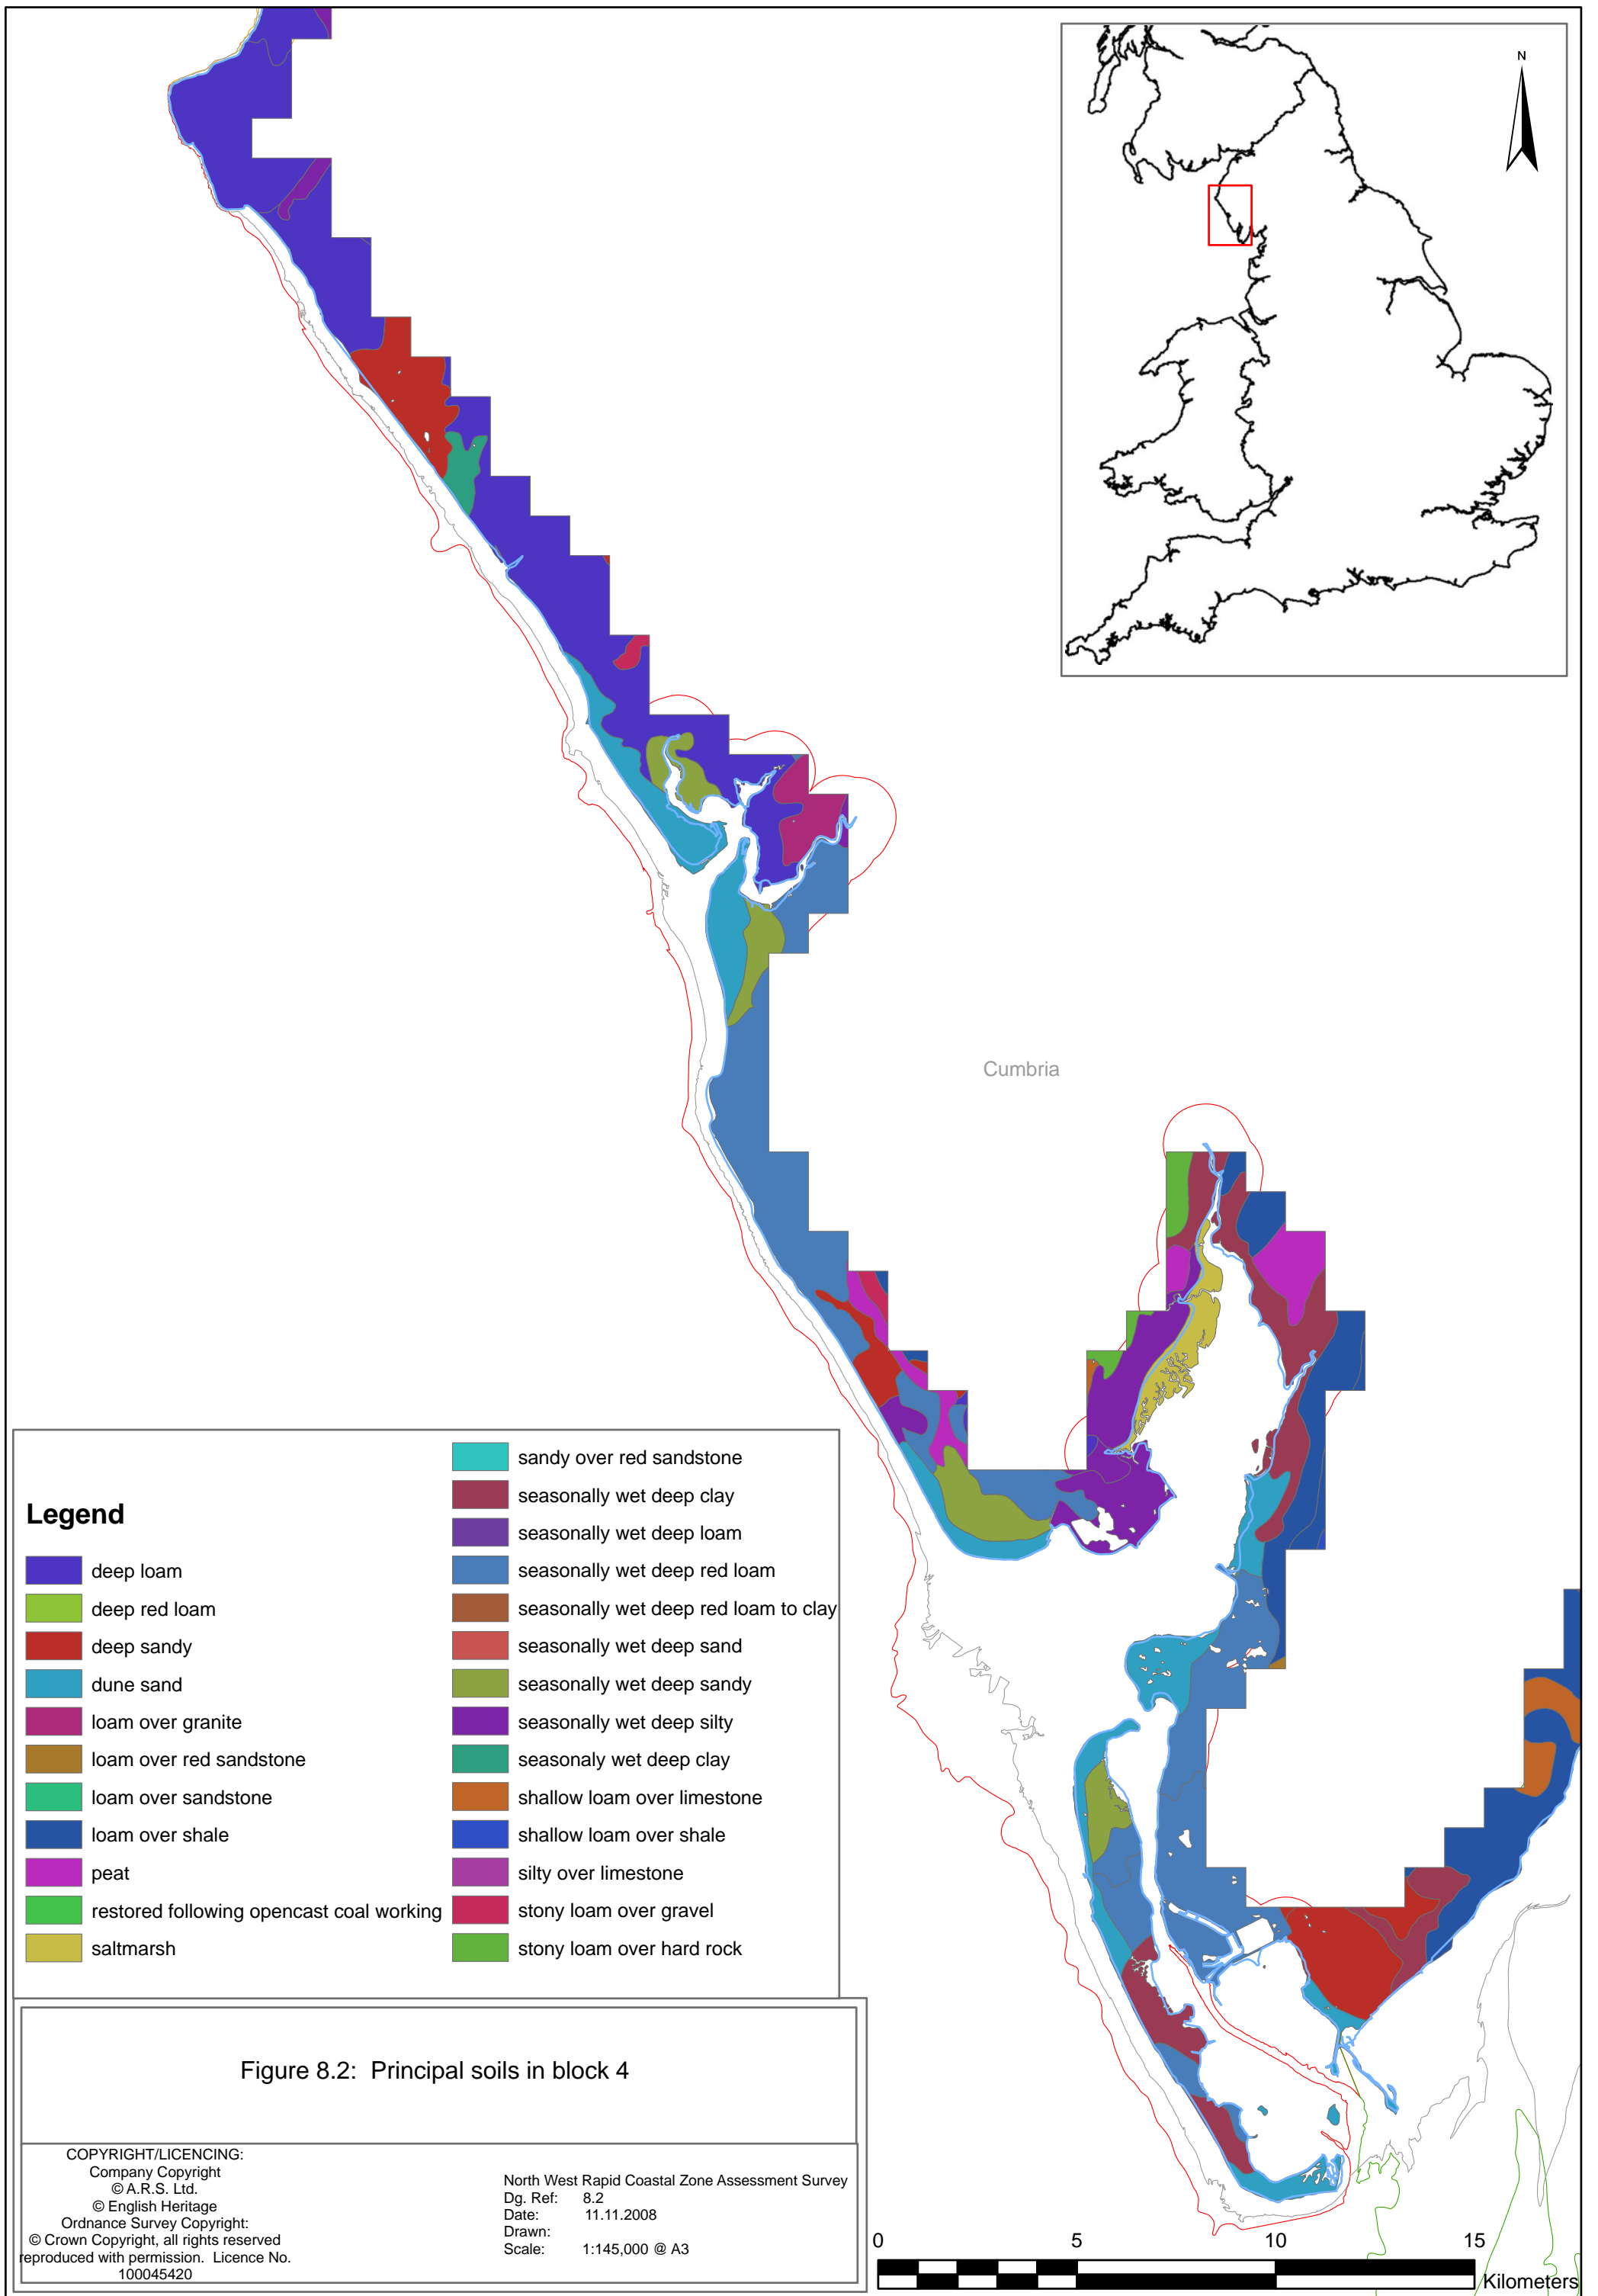 N
Cumbria
Legend
deep loam
deep red loam
deep sandy
dune sand
loam over granite
loam over red sandstone
loam over sandstone
loam over shale
peat
restored following opencast coal working
saltmarsh
sandy over red sandstone
seasonally wet deep clay
seasonally wet deep loam
seasonally wet deep red loam
seasonally wet deep red loam to clay
seasonally wet deep sand
seasonally wet deep sandy
seasonally wet deep silty
seasonaly wet deep clay
shallow loam over limestone
shallow loam over shale
silty over limestone
stony loam over gravel
stony loam over hard rock
Figure 8.2: Principal soils in block 4
COPYRIGHT/LICENCING:
Company Copyright
© A.R.S. Ltd.
© English Heritage
Ordnance Survey Copyright:
© Crown Copyright, all rights reserved
reproduced with permission. Licence No.
100045420
North West Rapid Coastal Zone Assessment Survey
Dg. Ref: 8.2
Date: 11.11.2008
Drawn:
Scale: 1:145,000 @ A3
0 5 10 15
Kilometers